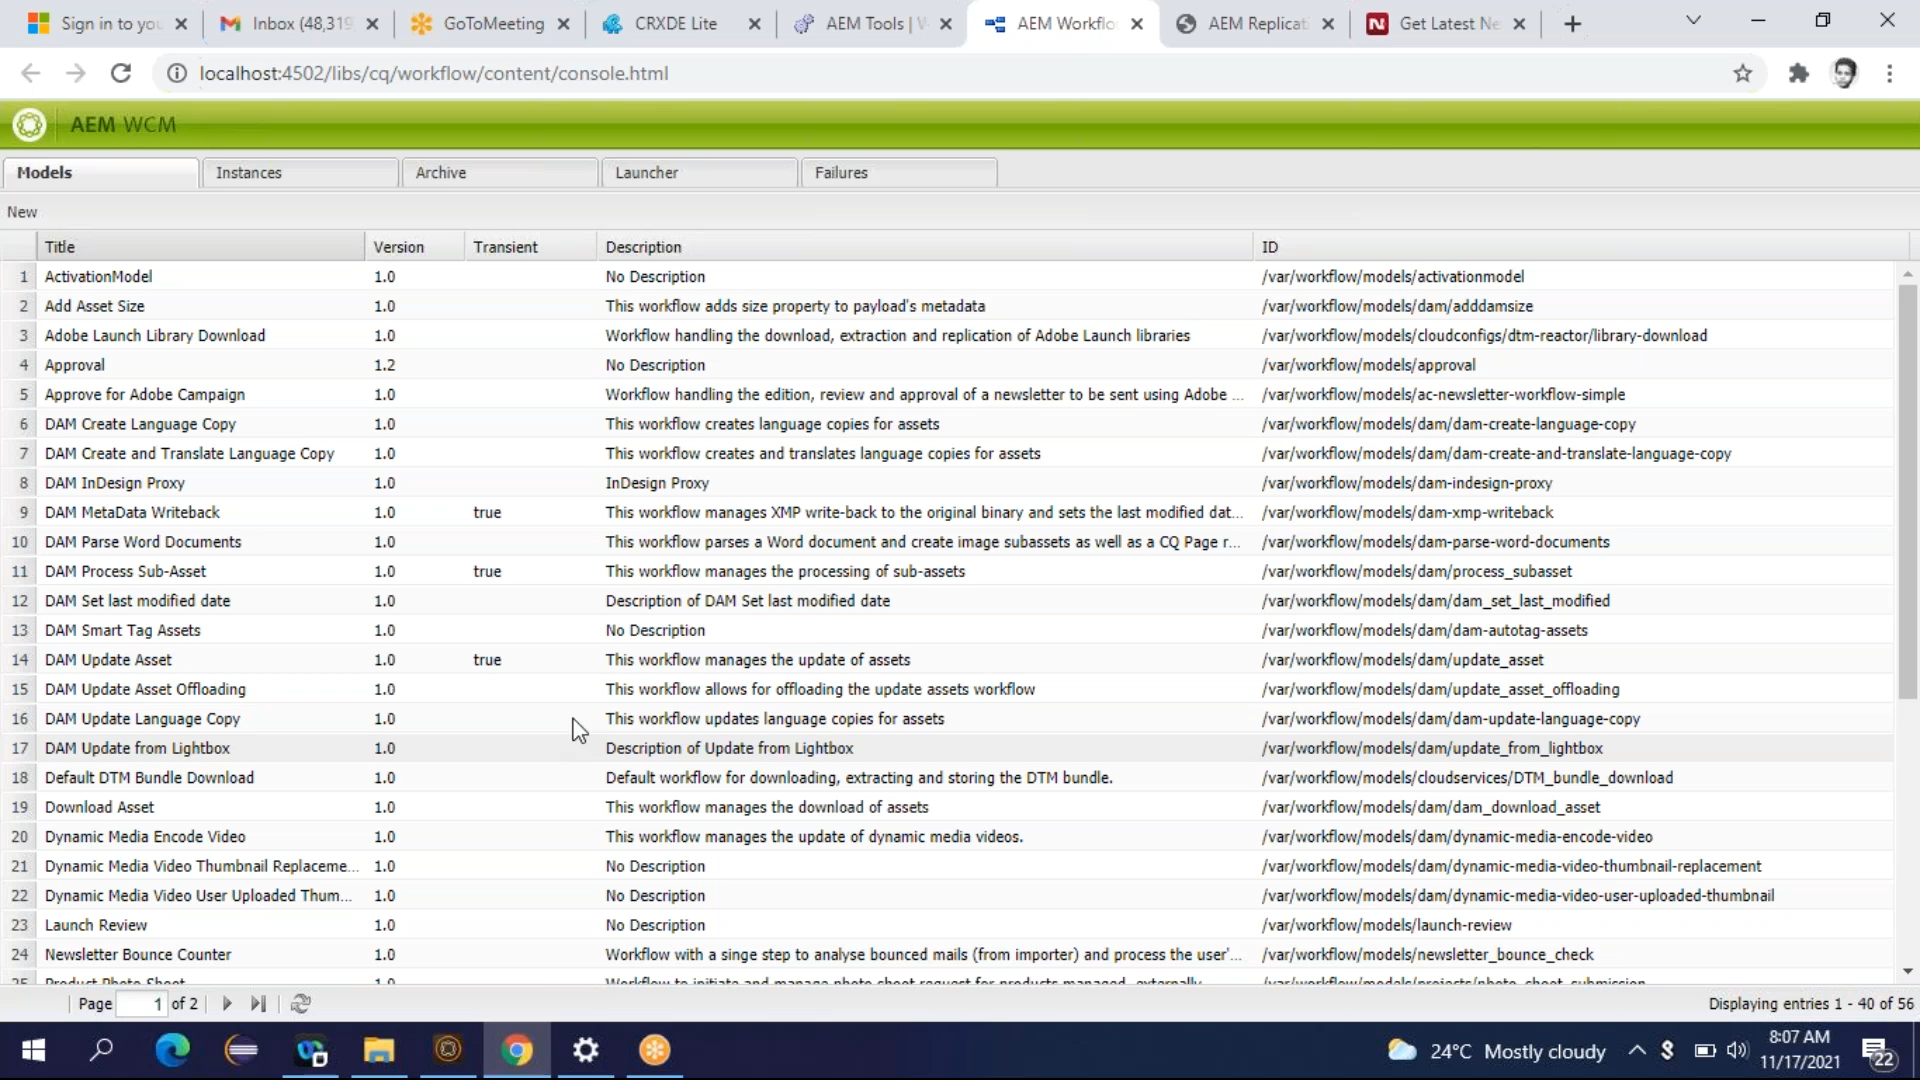 Sign in to you
Inbox (48,319
GoToMeeting
CRXDE Lite
AEM Tools |
AEM Workflo
AEM Replicat
Get Latest Ne
localhost:4502/libs/cq/workflow/content/console.html
AEM WCM
Models
Instances
Archive
Launcher
Failures
New
Title Version Transient Description ID
1 ActivationModel 1.0 No Description /var/workflow/models/activationmodel
2 Add Asset Size 1.0 This workflow adds size property to payload's metadata /var/workflow/models/dam/adddamsize
3 Adobe Launch Library Download 1.0 Workflow handling the download, extraction and replication of Adobe Launch libraries /var/workflow/models/cloudconfigs/dtm-reactor/library-download
4 Approval 1.2 No Description /var/workflow/models/approval
5 Approve for Adobe Campaign 1.0 Workflow handling the edition, review and approval of a newsletter to be sent using Adobe ... /var/workflow/models/ac-newsletter-workflow-simple
6 DAM Create Language Copy 1.0 This workflow creates language copies for assets /var/workflow/models/dam/dam-create-language-copy
7 DAM Create and Translate Language Copy 1.0 This workflow creates and translates language copies for assets /var/workflow/models/dam/dam-create-and-translate-language-copy
8 DAM InDesign Proxy 1.0 InDesign Proxy /var/workflow/models/dam-indesign-proxy
9 DAM MetaData Writeback 1.0 true This workflow manages XMP write-back to the original binary and sets the last modified dat... /var/workflow/models/dam-xmp-writeback
10 DAM Parse Word Documents 1.0 This workflow parses a Word document and create image subassets as well as a CQ Page r... /var/workflow/models/dam-parse-word-documents
11 DAM Process Sub-Asset 1.0 true This workflow manages the processing of sub-assets /var/workflow/models/dam/process_subasset
12 DAM Set last modified date 1.0 Description of DAM Set last modified date /var/workflow/models/dam/dam_set_last_modified
13 DAM Smart Tag Assets 1.0 No Description /var/workflow/models/dam/dam-autotag-assets
14 DAM Update Asset 1.0 true This workflow manages the update of assets /var/workflow/models/dam/update_asset
15 DAM Update Asset Offloading 1.0 This workflow allows for offloading the update assets workflow /var/workflow/models/dam/update_asset_offloading
16 DAM Update Language Copy 1.0 This workflow updates language copies for assets /var/workflow/models/dam/dam-update-language-copy
17 DAM Update from Lightbox 1.0 Description of Update from Lightbox /var/workflow/models/dam/update_from_lightbox
18 Default DTM Bundle Download 1.0 Default workflow for downloading, extracting and storing the DTM bundle. /var/workflow/models/cloudservices/DTM_bundle_download
19 Download Asset 1.0 This workflow manages the download of assets /var/workflow/models/dam/dam_download_asset
20 Dynamic Media Encode Video 1.0 This workflow manages the update of dynamic media videos. /var/workflow/models/dam/dynamic-media-encode-video
21 Dynamic Media Video Thumbnail Replaceme... 1.0 No Description /var/workflow/models/dam/dynamic-media-video-thumbnail-replacement
22 Dynamic Media Video User Uploaded Thum... 1.0 No Description /var/workflow/models/dam/dynamic-media-video-user-uploaded-thumbnail
23 Launch Review 1.0 No Description /var/workflow/models/launch-review
24 Newsletter Bounce Counter 1.0 Workflow with a singe step to analyse bounced mails (from importer) and process the user'... /var/workflow/models/newsletter_bounce_check
25 Product Photo Shoot 1.0 Workflow to initiate and manage photo shoot request for products managed externally /var/workflow/models/projects/photo_shoot_submission
Page 1 of 2
Displaying entries 1 - 40 of 56
24°C Mostly cloudy
8:07 AM
11/17/2021
22